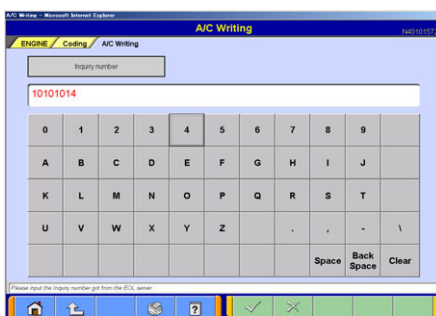 A/C Writing - Microsoft Internet Explorer
A/C Writing
N40101573
ENGINE Coding A/C Writing
Inquiry number
10101014
0 1 2 3 4 5 6 7 8 9
A B C D E F G H I J
K L M N O P Q R S T
U V W X Y Z . , - \
Space Back Space Clear
Please input the Inquiry number got from the EOL server.
?